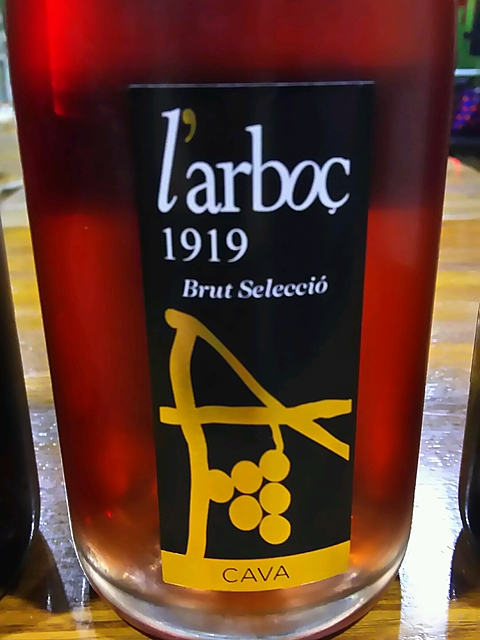 l'arboç
1919
Brut Selecció
CAVA